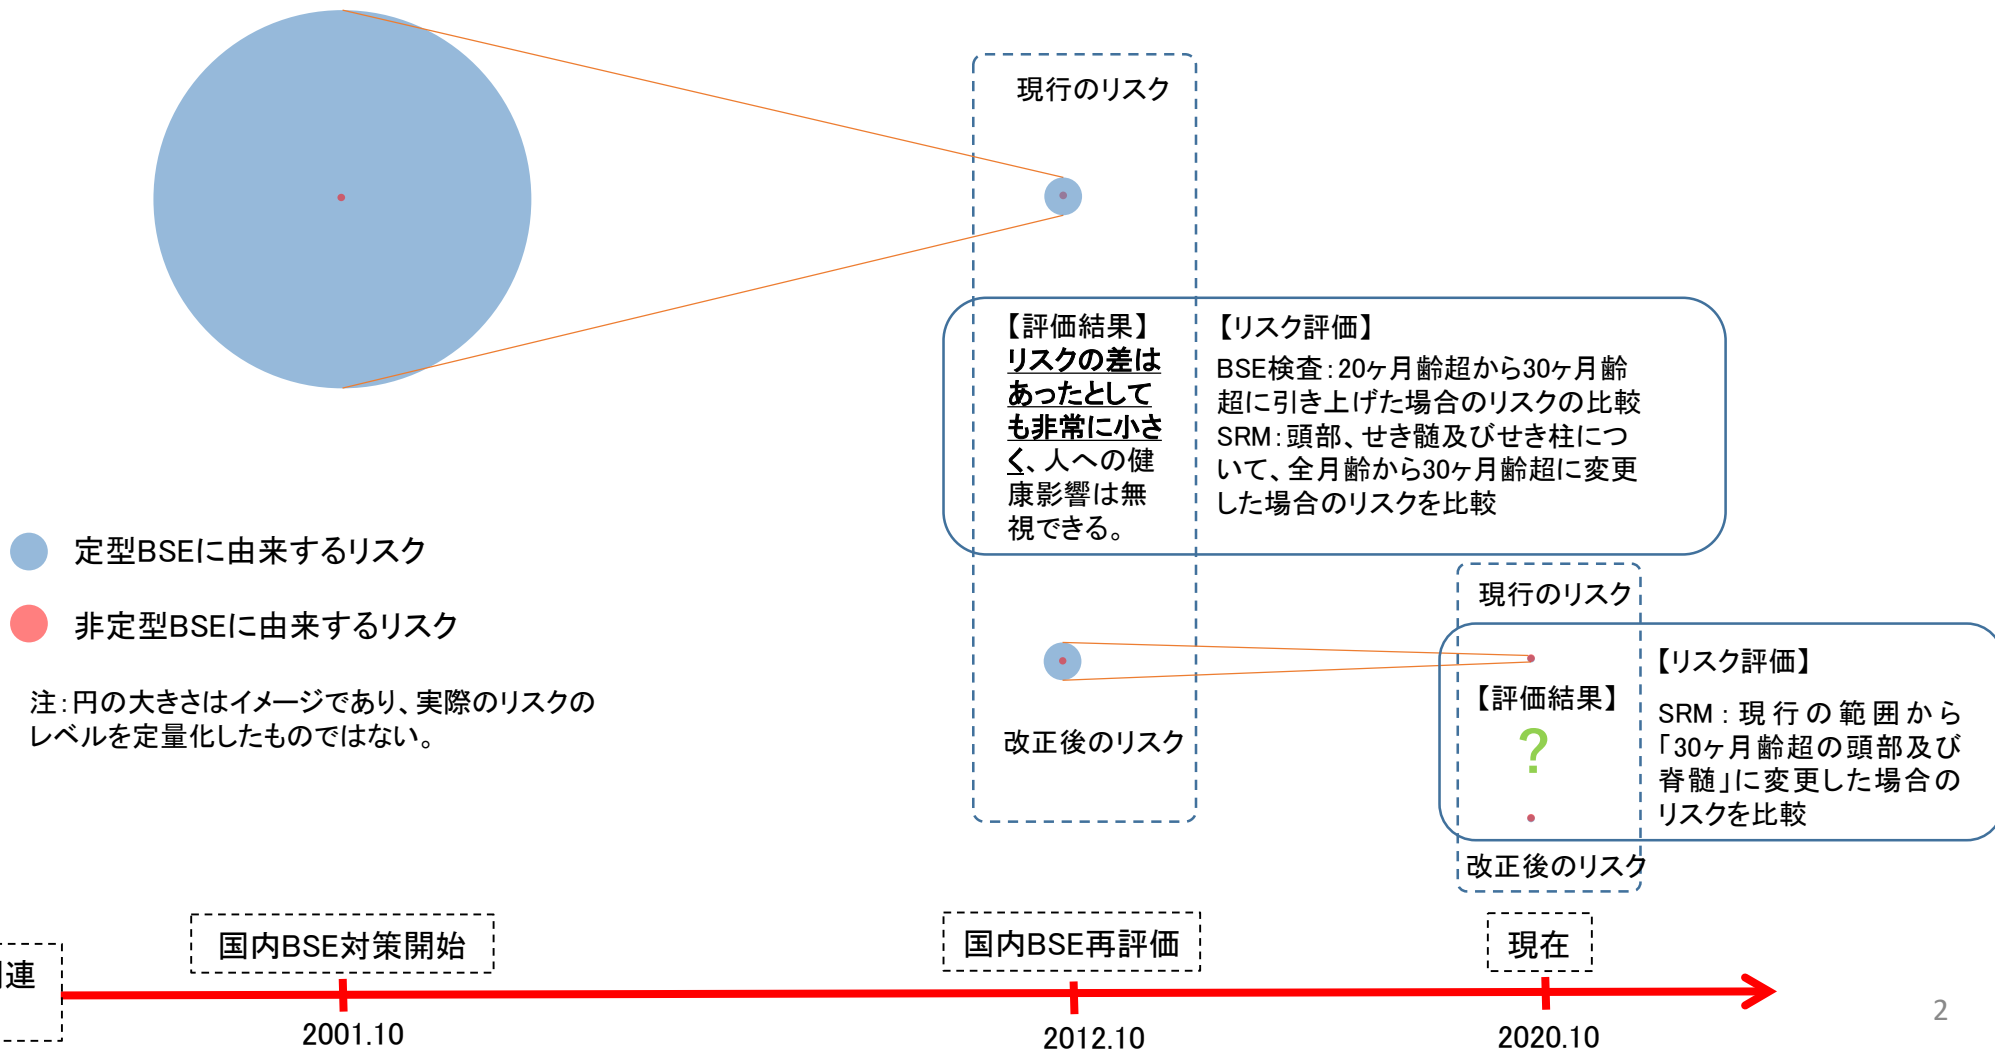 現行のリスク
【評価結果】
リスクの差は
あったとして
も非常に小さ
く、人への健
康影響は無
視できる。
【リスク評価】
BSE検査：20ヶ月齢超から30ヶ月齢
超に引き上げた場合のリスクの比較
SRM：頭部、せき髄及びせき柱につ
いて、全月齢から30ヶ月齢超に変更
した場合のリスクを比較
定型BSEに由来するリスク
非定型BSEに由来するリスク
注：円の大きさはイメージであり、実際のリスクの
レベルを定量化したものではない。
改正後のリスク
現行のリスク
【評価結果】
？
改正後のリスク
【リスク評価】
SRM：現行の範囲から
「30ヶ月齢超の頭部及び
脊髄」に変更した場合の
リスクを比較
連
国内BSE対策開始
国内BSE再評価
現在
2001.10
2012.10
2020.10
2